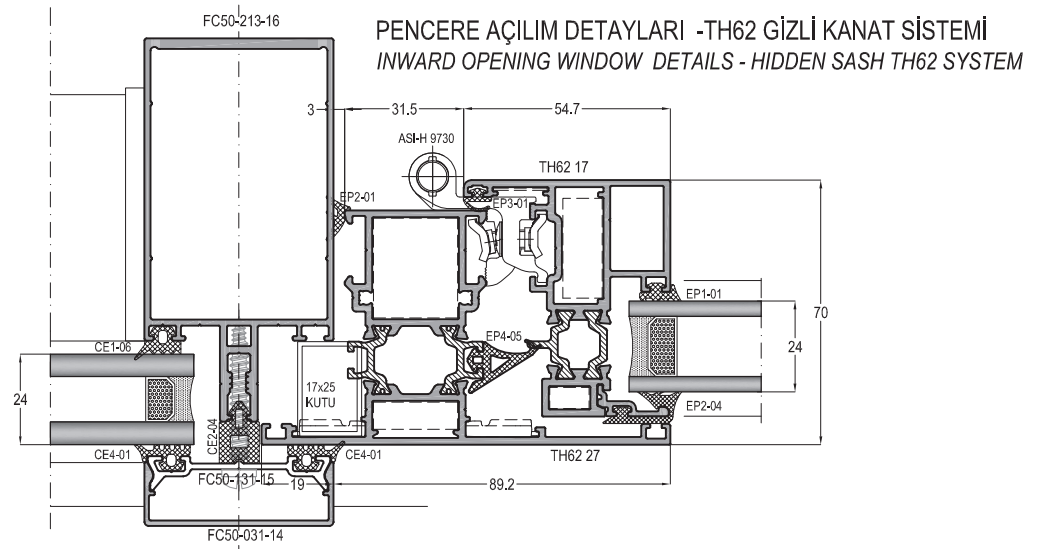 FC50-213-16
PENCERE AÇILIM DETAYLARI -TH62 GİZLİ KANAT SİSTEMİ
INWARD OPENING WINDOW DETAILS - HIDDEN SASH TH62 SYSTEM
3
31.5
54.7
ASI-H 9730
TH62 17
EP2-01
EP3-01
EP1-01
70
EP4-05
CE1-06
24
24
17x25
KUTU
EP2-04
CE2-04
CE4-01
CE4-01
TH62 27
FC50-131-15
19
89.2
FC50-031-14